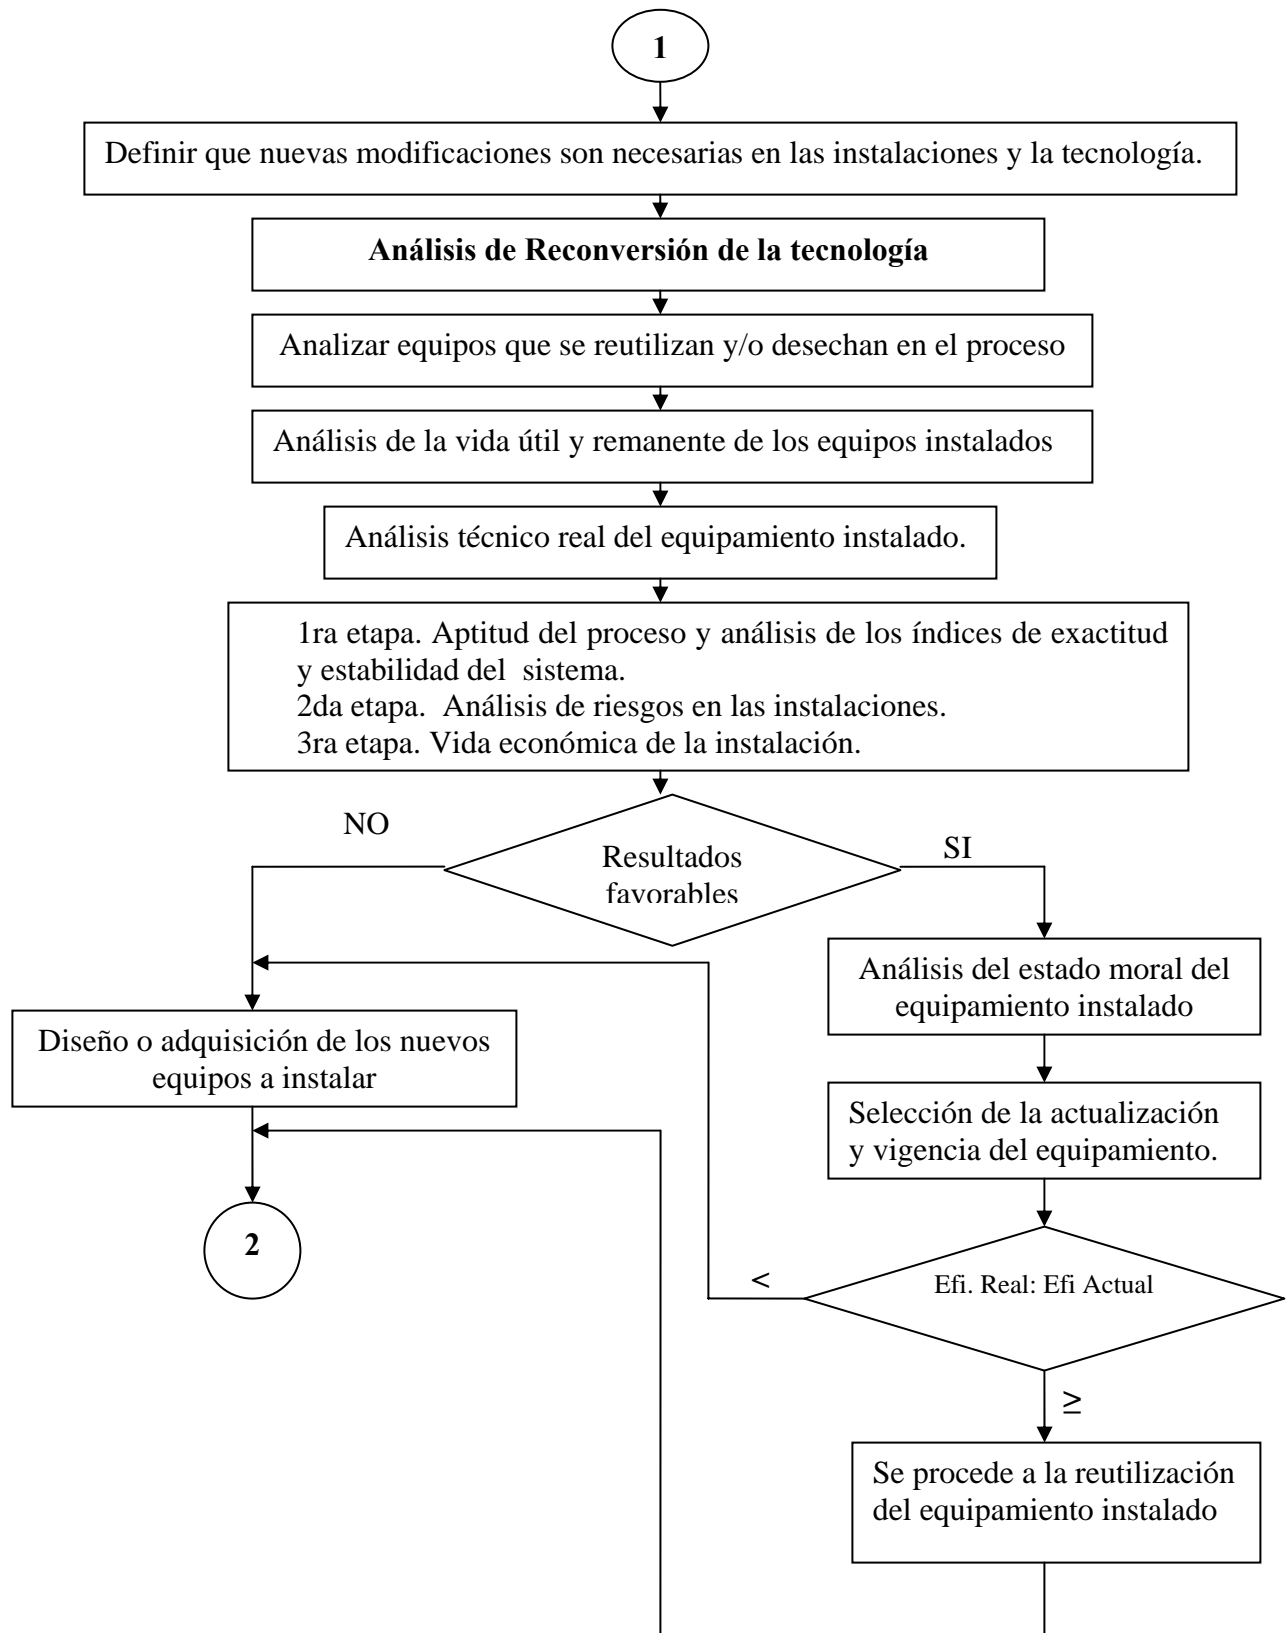 1
Definir que nuevas modificaciones son necesarias en las instalaciones y la tecnología.
Análisis de Reconversión de la tecnología
Analizar equipos que se reutilizan y/o desechan en el proceso
Análisis de la vida útil y remanente de los equipos instalados
Análisis técnico real del equipamiento instalado.
1ra etapa. Aptitud del proceso y análisis de los índices de exactitud
y estabilidad del sistema.
2da etapa. Análisis de riesgos en las instalaciones.
3ra etapa. Vida económica de la instalación.
NO
Resultados
favorables
SI
Análisis del estado moral del
equipamiento instalado
Diseño o adquisición de los nuevos
equipos a instalar
Selección de la actualización
y vigencia del equipamiento.
2
<
Efi. Real: Efi Actual
≥
Se procede a la reutilización
del equipamiento instalado